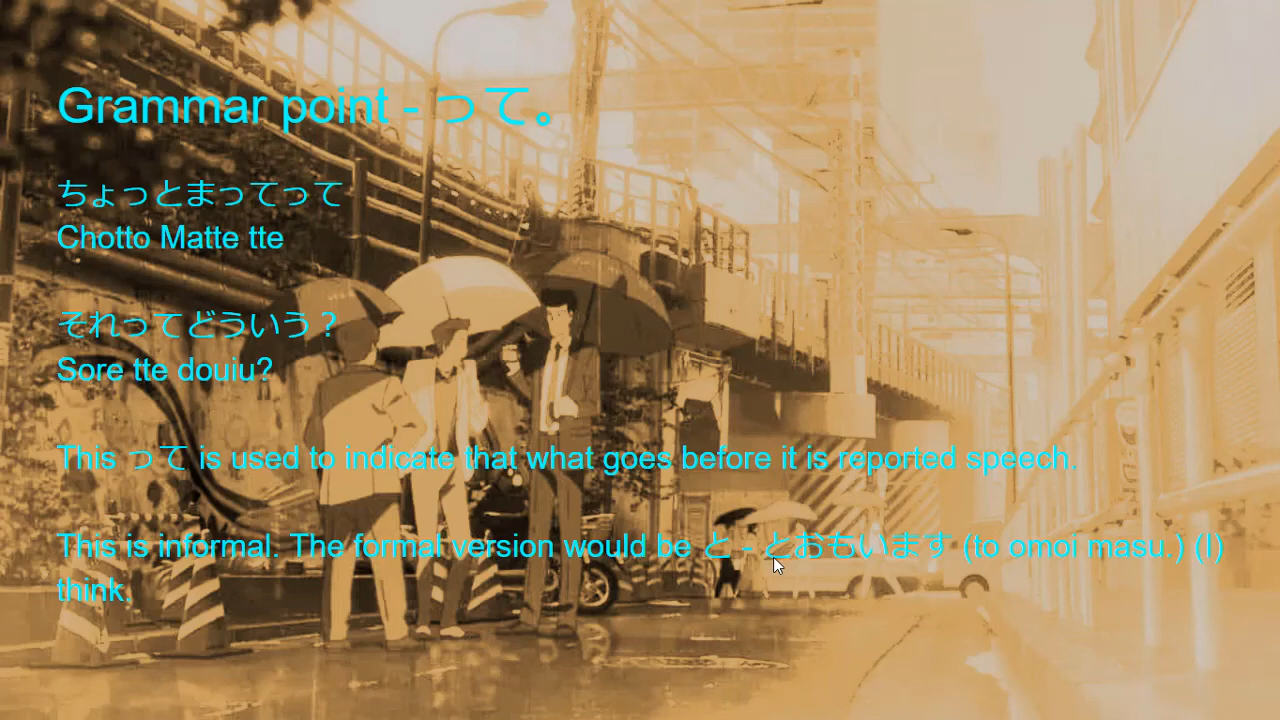 Grammar point - って。
ちょっとまってって
Chotto Matte tte
それってどういう？
Sore tte douiu?
This って is used to indicate that what goes before it is reported speech.
This is informal. The formal version would be と - とおもいます (to omoi masu.) (I)
think.